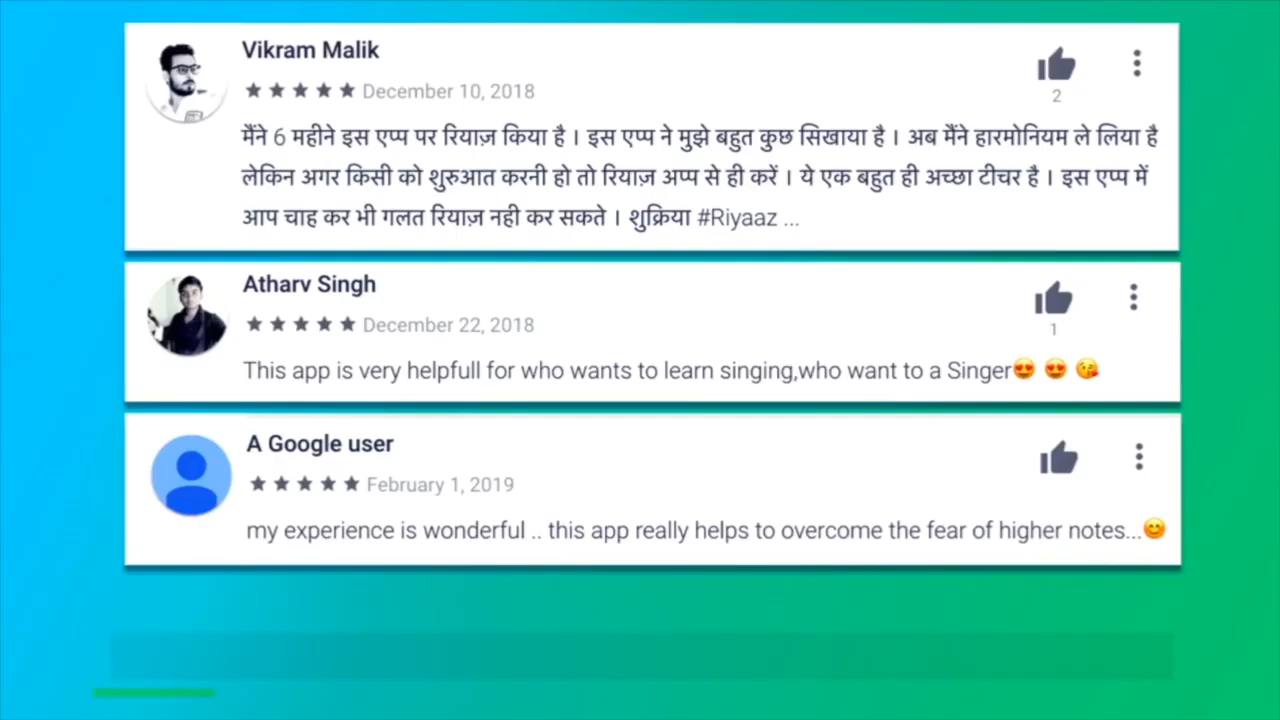 Vikram Malik
★ ★ ★ ★ ★ December 10, 2018
2
मैंने 6 महीने इस एप्प पर रियाज़ किया है । इस एप्प ने मुझे बहुत कुछ सिखाया है । अब मैंने हारमोनियम ले लिया है
लेकिन अगर किसी को शुरुआत करनी हो तो रियाज़ अप्प से ही करें । ये एक बहुत ही अच्छा टीचर है । इस एप्प में
आप चाह कर भी गलत रियाज़ नही कर सकते । शुक्रिया #Riyaaz ...
Atharv Singh
★ ★ ★ ★ ★ December 22, 2018
1
This app is very helpfull for who wants to learn singing,who want to a Singer😍 😍 😘
A Google user
★ ★ ★ ★ ★ February 1, 2019
my experience is wonderful .. this app really helps to overcome the fear of higher notes...😊